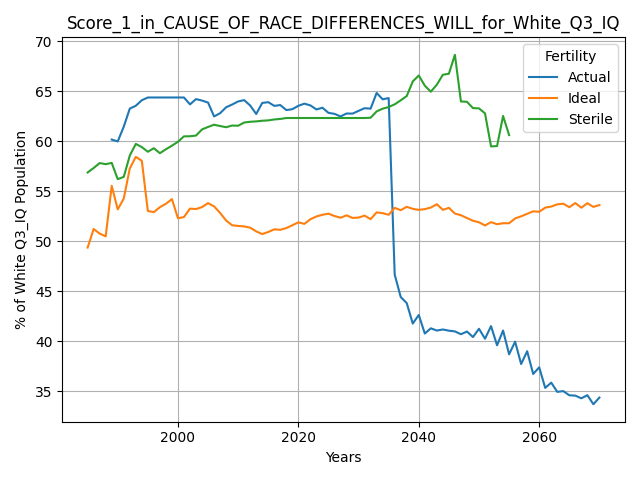 Score_1_in_CAUSE_OF_RACE_DIFFERENCES_WILL_for_White_Q3_IQ
70
65
60
55
50
45
40
35
% of White Q3_IQ Population
Fertility
Actual
Ideal
Sterile
2000
2020
2040
2060
Years